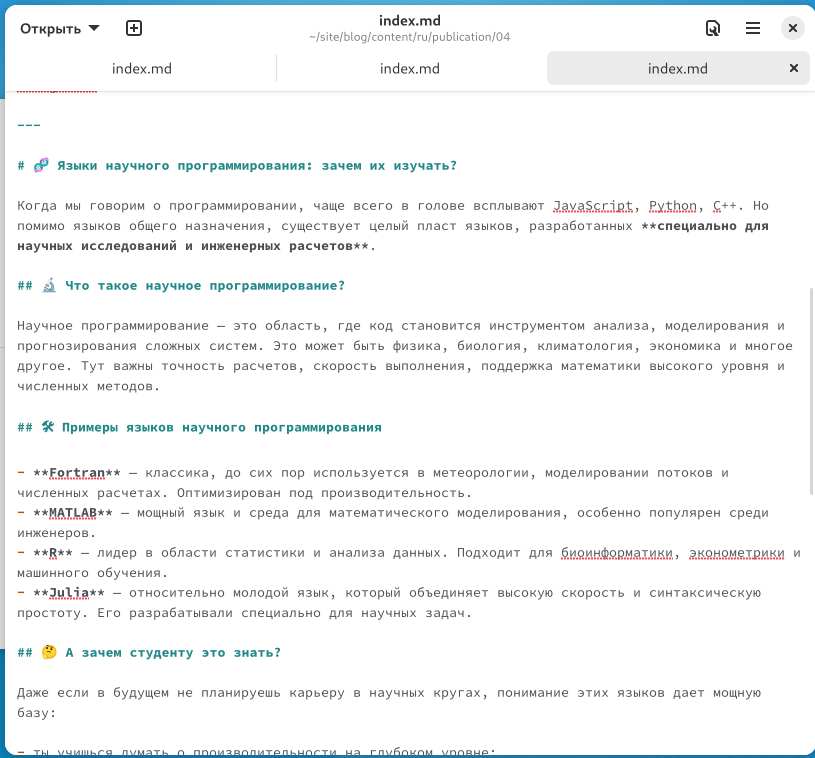 Открыть
index.md
~/site/blog/content/ru/publication/04
index.md
index.md
index.md
---
# 🧬 Языки научного программирования: зачем их изучать?
Когда мы говорим о программировании, чаще всего в голове всплывают JavaScript, Python, C++. Но
помимо языков общего назначения, существует целый пласт языков, разработанных **специально для
научных исследований и инженерных расчетов**.
## 🔬 Что такое научное программирование?
Научное программирование — это область, где код становится инструментом анализа, моделирования и
прогнозирования сложных систем. Это может быть физика, биология, климатология, экономика и многое
другое. Тут важны точность расчетов, скорость выполнения, поддержка математики высокого уровня и
численных методов.
## 🛠 Примеры языков научного программирования
- **Fortran** — классика, до сих пор используется в метеорологии, моделировании потоков и
численных расчетах. Оптимизирован под производительность.
- **MATLAB** — мощный язык и среда для математического моделирования, особенно популярен среди
инженеров.
- **R** — лидер в области статистики и анализа данных. Подходит для биоинформатики, эконометрики и
машинного обучения.
- **Julia** — относительно молодой язык, который объединяет высокую скорость и синтаксическую
простоту. Его разрабатывали специально для научных задач.
## 🤔 А зачем студенту это знать?
Даже если в будущем не планируешь карьеру в научных кругах, понимание этих языков дает мощную
базу:
- ты учишься думать о производительности на глубоком уровне;